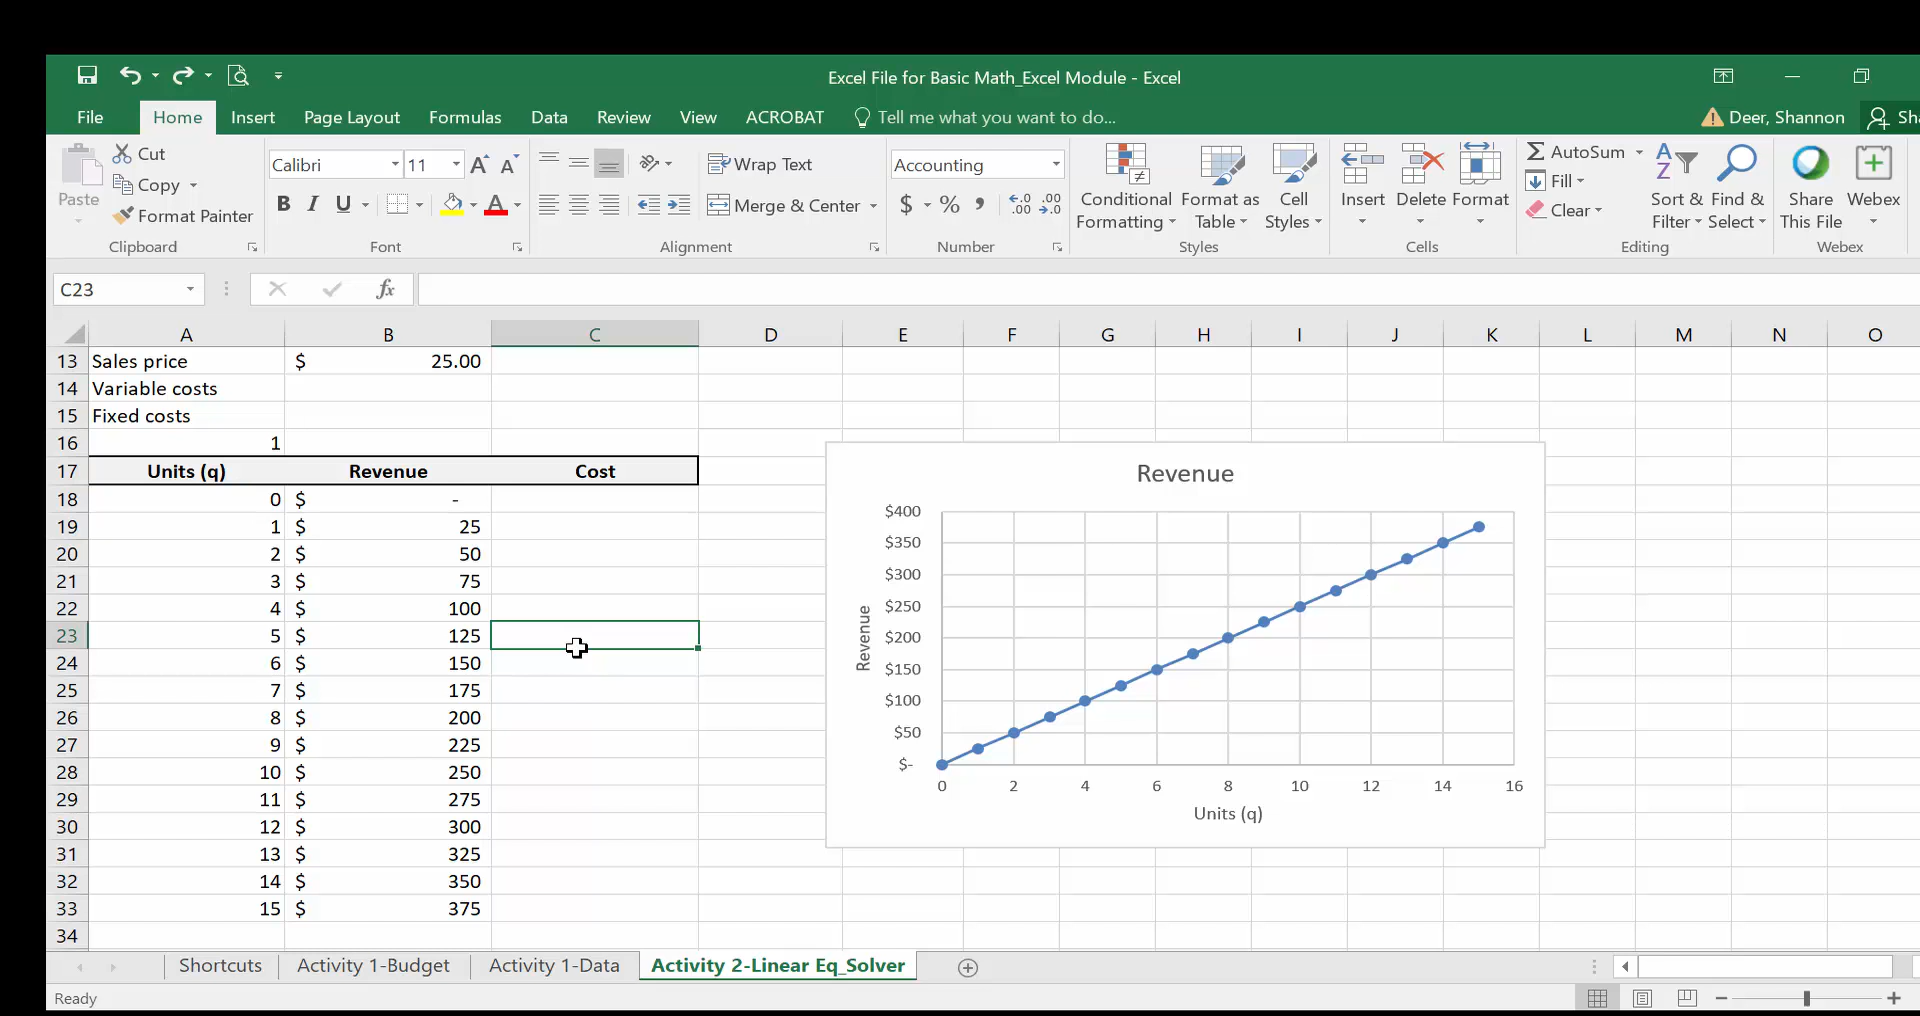 Excel File for Basic Math_Excel Module - Excel
File Home Insert Page Layout Formulas Data Review View ACROBAT Tell me what you want to do... Deer, Shannon
Cut
Copy
Format Painter
Paste
Clipboard
Calibri 11
B I U
Font
Wrap Text
Merge & Center
Alignment
Accounting
$ % ,
Number
Conditional Formatting
Format as Table
Cell Styles
Styles
Insert Delete Format
Cells
AutoSum
Fill
Clear
Sort & Filter
Find & Select
Editing
Share This File
Webex
Webex
C23 fx
A B C D E F G H I J K L M N O
13 Sales price $ 25.00
14 Variable costs
15 Fixed costs
16 1
17 Units (q) Revenue Cost
18 0 $ -
19 1 $ 25
20 2 $ 50
21 3 $ 75
22 4 $ 100
23 5 $ 125
24 6 $ 150
25 7 $ 175
26 8 $ 200
27 9 $ 225
28 10 $ 250
29 11 $ 275
30 12 $ 300
31 13 $ 325
32 14 $ 350
33 15 $ 375
34
Revenue
$400
$350
$300
$250
$200
$150
$100
$50
$-
Revenue
0 2 4 6 8 10 12 14 16
Units (q)
Shortcuts Activity 1-Budget Activity 1-Data Activity 2-Linear Eq_Solver
Ready